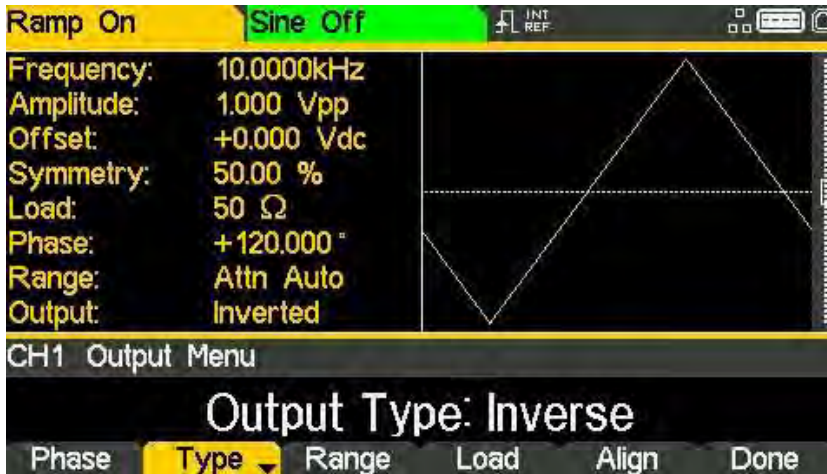 Ramp On Sine Off INT REF
Frequency: 10.0000kHz
Amplitude: 1.000 Vpp
Offset: +0.000 Vdc
Symmetry: 50.00 %
Load: 50 Ω
Phase: +120.000 °
Range: Attn Auto
Output: Inverted
CH1 Output Menu
Output Type: Inverse
Phase Type Range Load Align Done